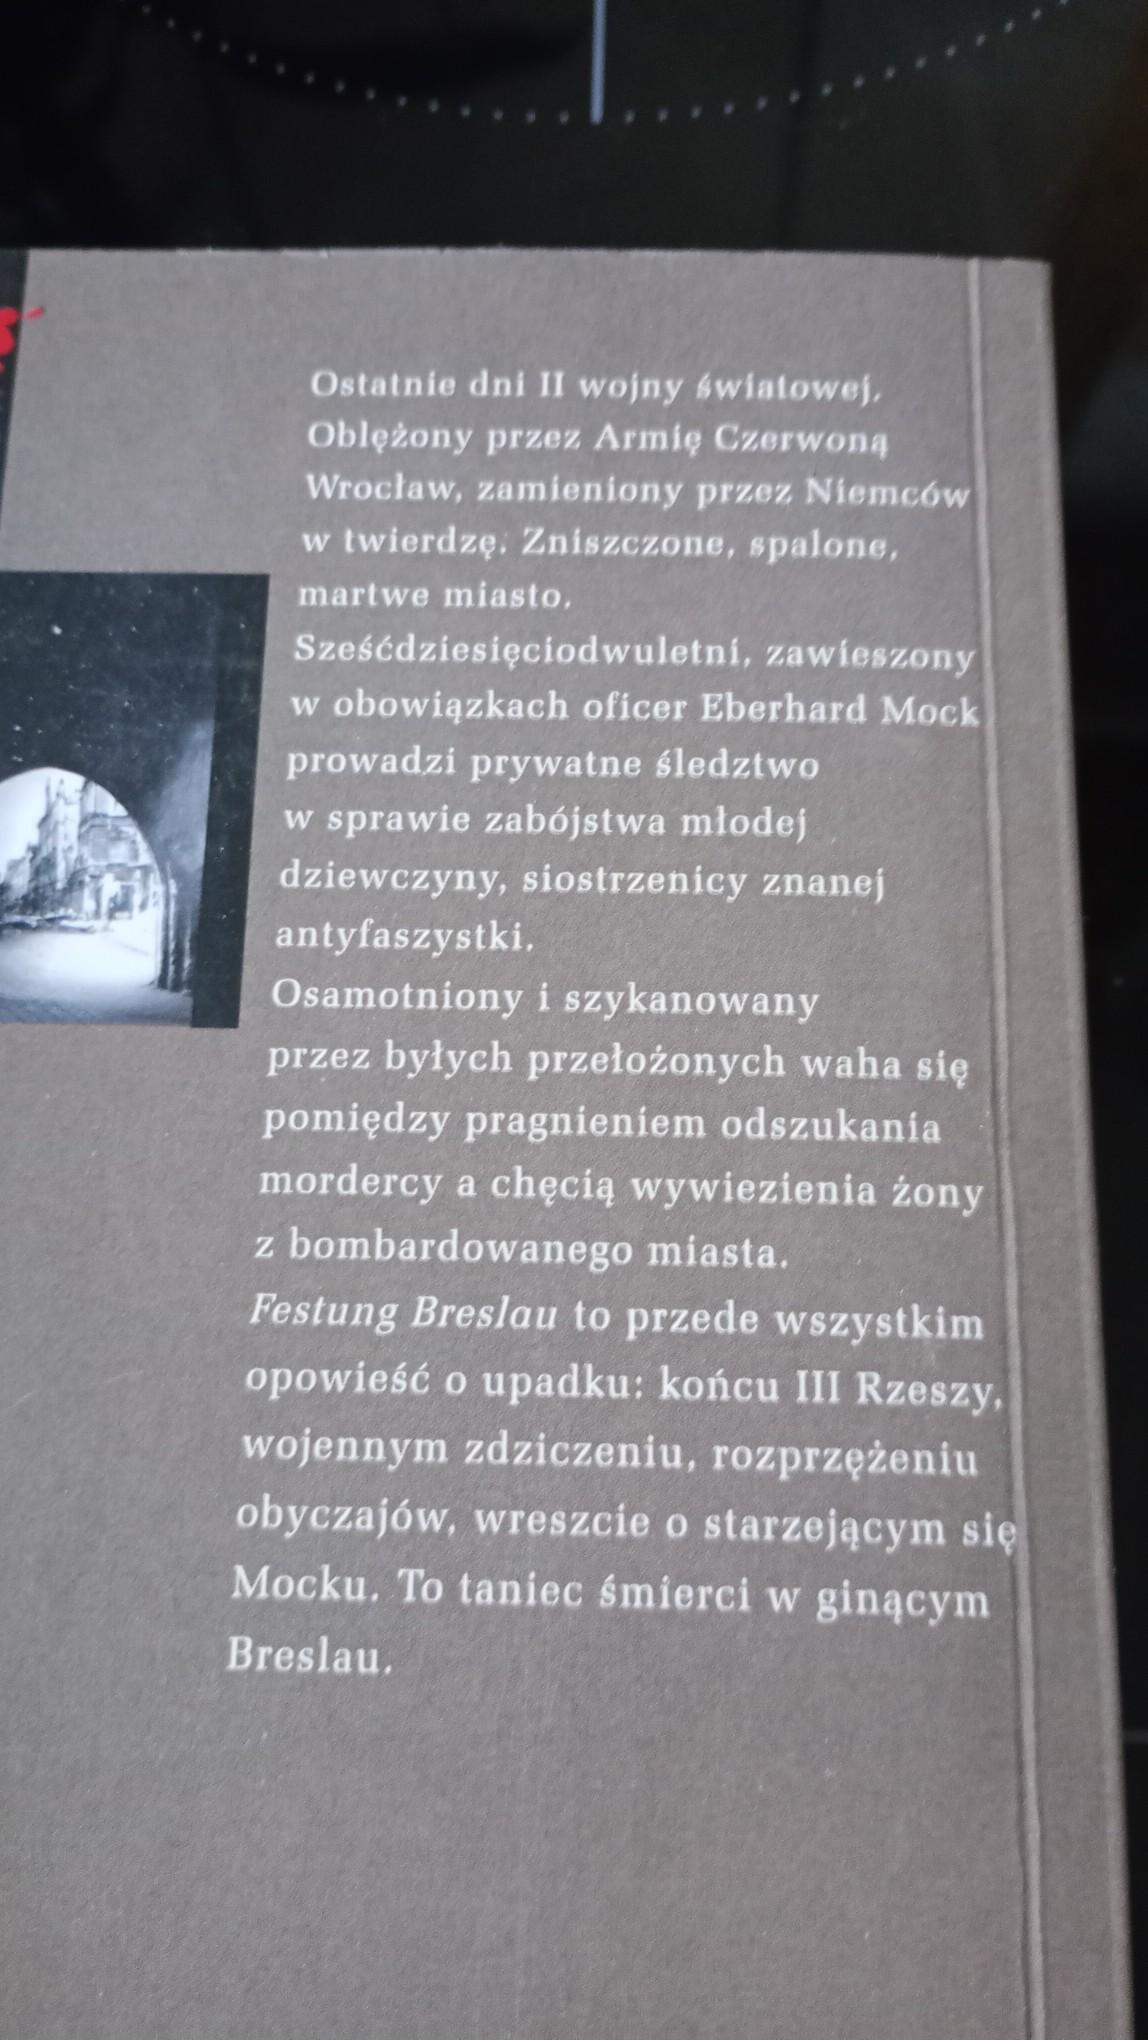 Ostatnie dni II wojny światowej.
Oblężony przez Armię Czerwoną
Wrocław, zamieniony przez Niemców
w twierdzę. Zniszczone, spalone,
martwe miasto.
Sześćdziesięciodwuletni, zawieszony
w obowiązkach oficer Eberhard Mock
prowadzi prywatne śledztwo
w sprawie zabójstwa młodej
dziewczyny, siostrzenicy znanej
antyfaszystki.
Osamotniony i szykanowany
przez byłych przełożonych waha się
pomiędzy pragnieniem odszukania
mordercy a chęcią wywiezienia żony
z bombardowanego miasta.
Festung Breslau to przede wszystkim
opowieść o upadku: końcu III Rzeszy,
wojennym zdziczeniu, rozprzężeniu
obyczajów, wreszcie o starzejącym się
Mocku. To taniec śmierci w ginącym
Breslau.